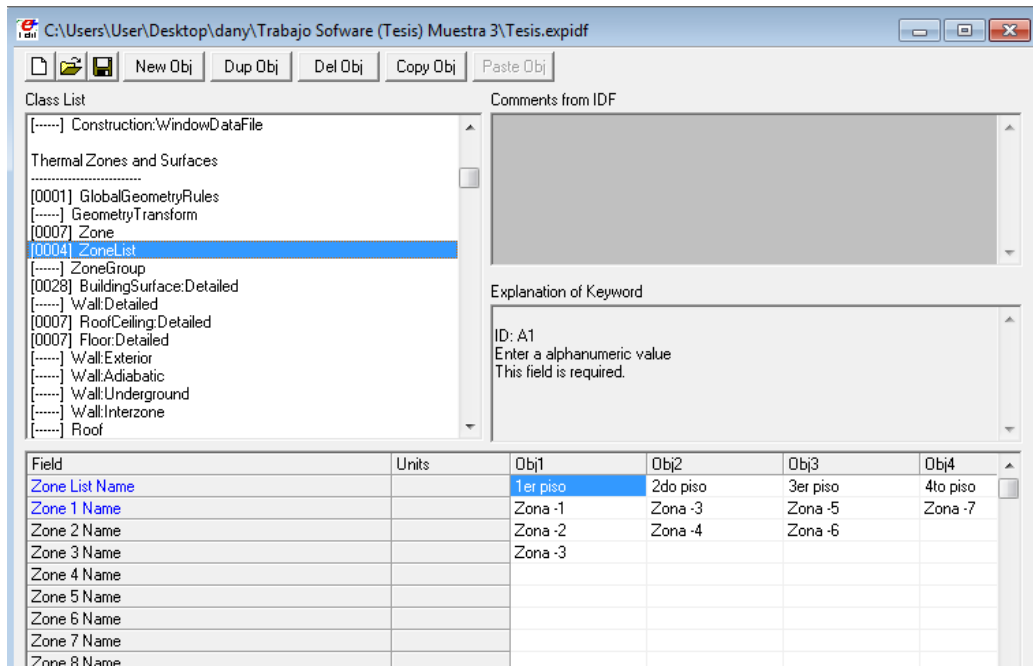 C:\Users\User\Desktop\dany\Trabajo Sofware (Tesis) Muestra 3\Tesis.expidf
New Obj Dup Obj Del Obj Copy Obj Paste Obj
Class List
[------] Construction:WindowDataFile
Thermal Zones and Surfaces
--------------------------
[0001] GlobalGeometryRules
[------] GeometryTransform
[0007] Zone
[0004] ZoneList
[------] ZoneGroup
[0028] BuildingSurface:Detailed
[------] Wall:Detailed
[0007] RoofCeiling:Detailed
[0007] Floor:Detailed
[------] Wall:Exterior
[------] Wall:Adiabatic
[------] Wall:Underground
[------] Wall:Interzone
[------] Roof
Comments from IDF
Explanation of Keyword
ID: A1
Enter a alphanumeric value
This field is required.
Field Units Obj1 Obj2 Obj3 Obj4
Zone List Name 1er piso 2do piso 3er piso 4to piso
Zone 1 Name Zona -1 Zona -3 Zona -5 Zona -7
Zone 2 Name Zona -2 Zona -4 Zona -6
Zone 3 Name Zona -3
Zone 4 Name
Zone 5 Name
Zone 6 Name
Zone 7 Name
Zone 8 Name